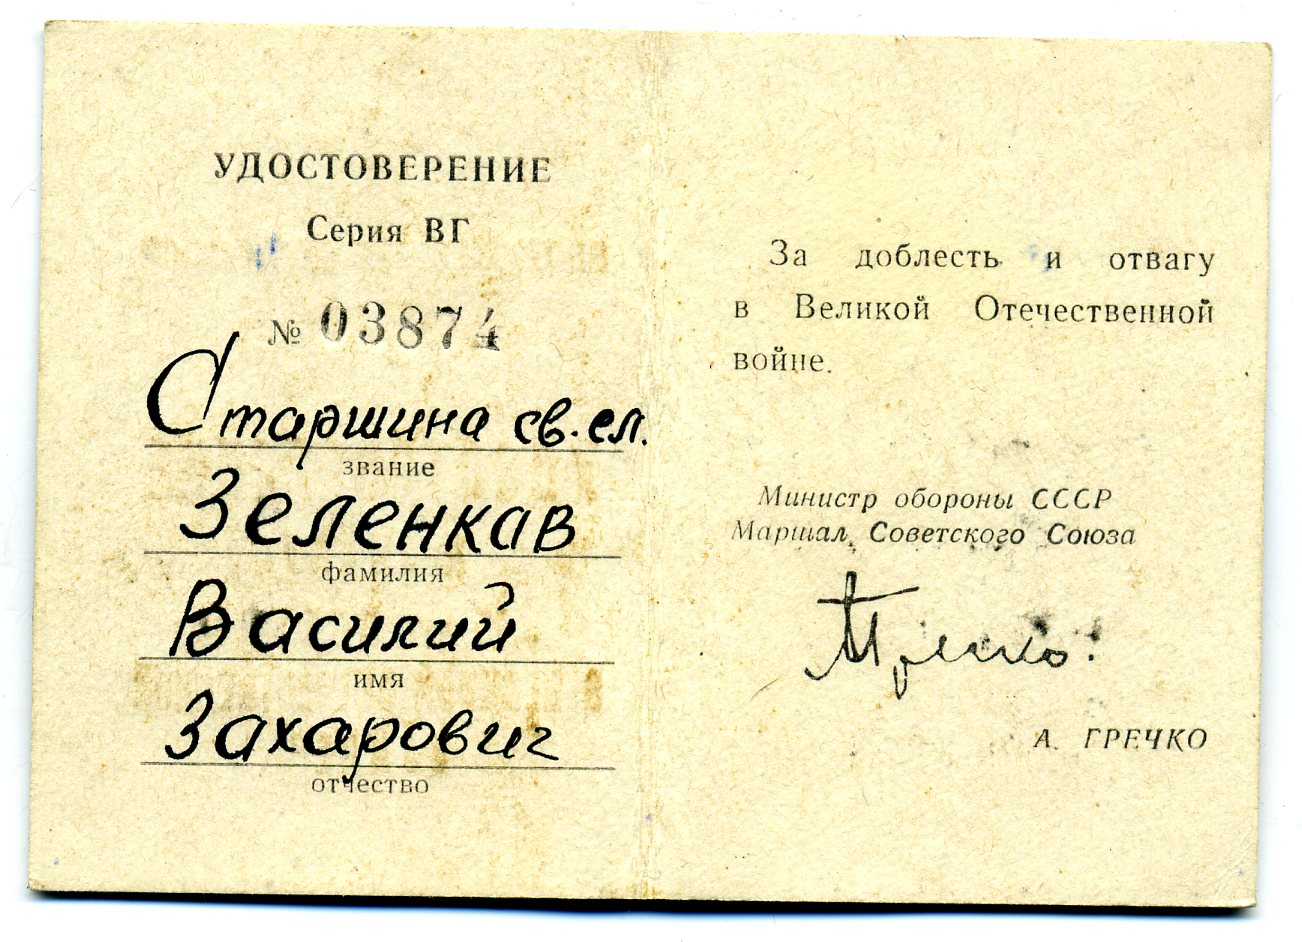 УДОСТОВЕРЕНИЕ
Серия ВГ
№ 03874
Старшина св. сл.
звание
Зеленкав
фамилия
Василий
имя
Захарович
отчество
За доблесть и отвагу
в Великой Отечественной
войне.
Министр обороны СССР
Маршал Советского Союза
Гречко
А. ГРЕЧКО